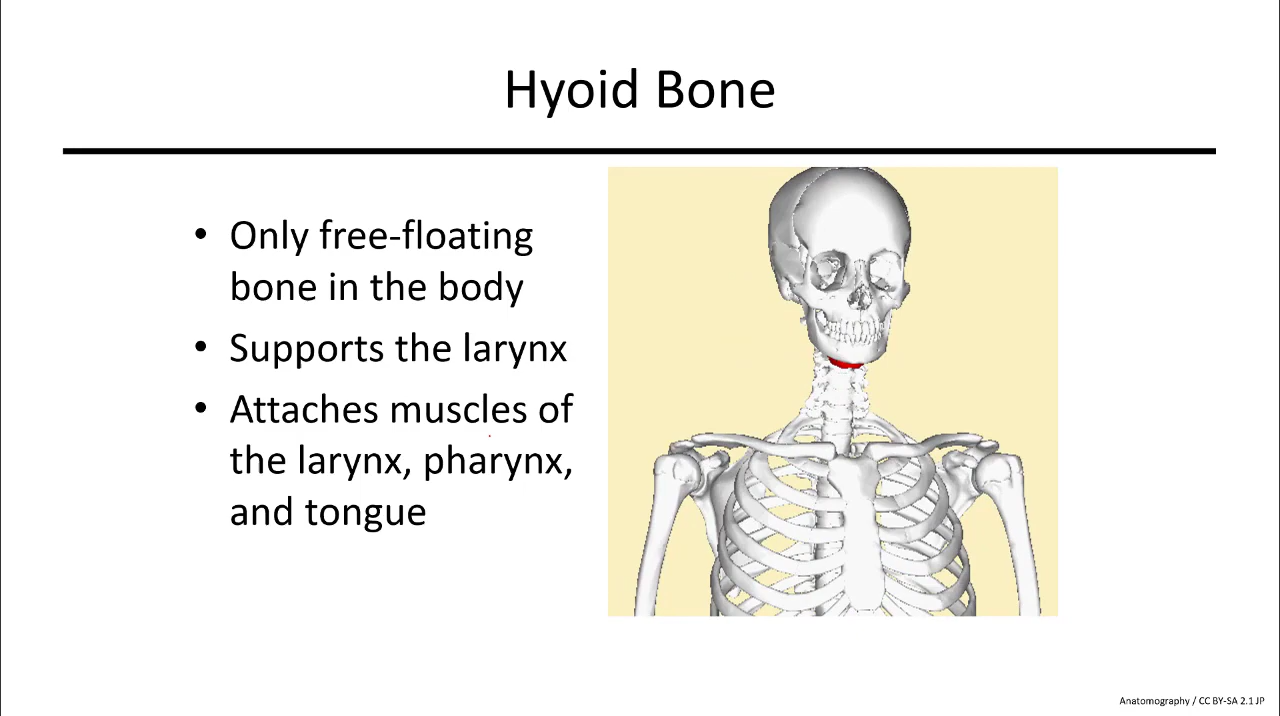 Hyoid Bone
• Only free-floating
bone in the body
• Supports the larynx
• Attaches muscles of
the larynx, pharynx,
and tongue
Anatomography / CC BY-SA 2.1 JP